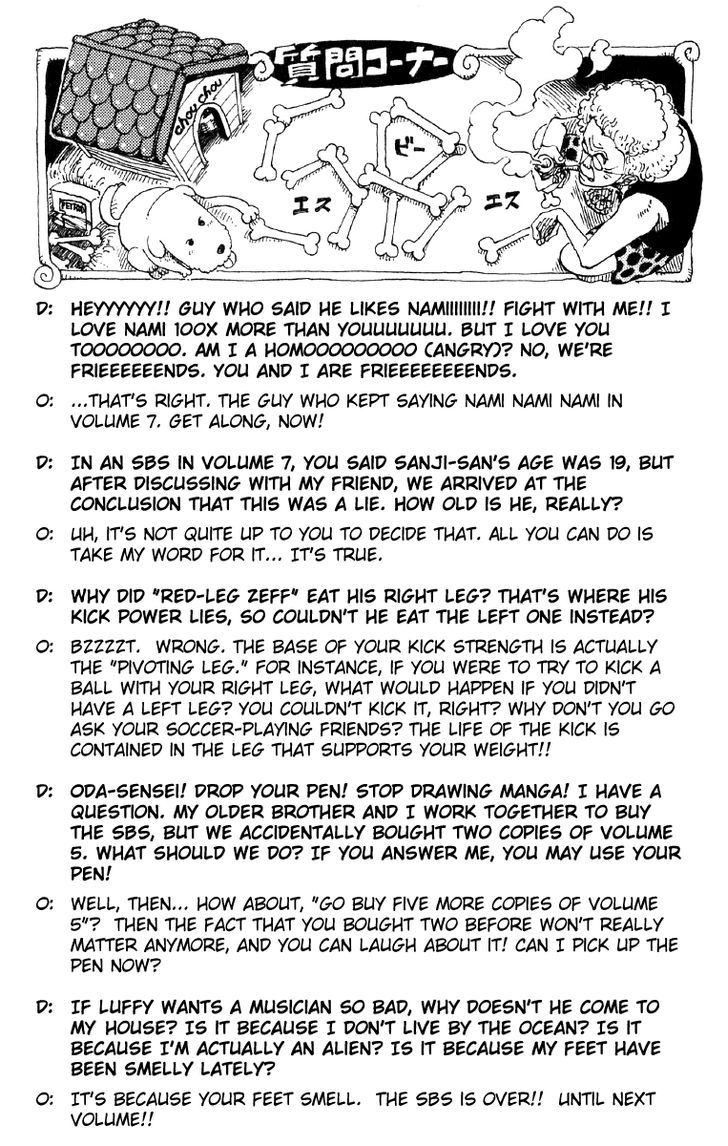 質問コーナー
chou chou
PETFOOD
エス
ビー
エス
D: HEYYYYYY!! GUY WHO SAID HE LIKES NAMIIIIIIII!! FIGHT WITH ME!! I
LOVE NAMI 100X MORE THAN YOUUUUUUU. BUT I LOVE YOU
TOOOOOOOO. AM I A HOMOOOOOOOOO (ANGRY)? NO, WE'RE
FRIEEEEEENDS. YOU AND I ARE FRIEEEEEEEENDS.
O: ...THAT'S RIGHT. THE GUY WHO KEPT SAYING NAMI NAMI NAMI IN
VOLUME 7. GET ALONG, NOW!
D: IN AN SBS IN VOLUME 7, YOU SAID SANJI-SAN'S AGE WAS 19, BUT
AFTER DISCUSSING WITH MY FRIEND, WE ARRIVED AT THE
CONCLUSION THAT THIS WAS A LIE. HOW OLD IS HE, REALLY?
O: UH, IT'S NOT QUITE UP TO YOU TO DECIDE THAT. ALL YOU CAN DO IS
TAKE MY WORD FOR IT... IT'S TRUE.
D: WHY DID "RED-LEG ZEFF" EAT HIS RIGHT LEG? THAT'S WHERE HIS
KICK POWER LIES, SO COULDN'T HE EAT THE LEFT ONE INSTEAD?
O: BZZZZT. WRONG. THE BASE OF YOUR KICK STRENGTH IS ACTUALLY
THE "PIVOTING LEG." FOR INSTANCE, IF YOU WERE TO TRY TO KICK A
BALL WITH YOUR RIGHT LEG, WHAT WOULD HAPPEN IF YOU DIDN'T
HAVE A LEFT LEG? YOU COULDN'T KICK IT, RIGHT? WHY DON'T YOU GO
ASK YOUR SOCCER-PLAYING FRIENDS? THE LIFE OF THE KICK IS
CONTAINED IN THE LEG THAT SUPPORTS YOUR WEIGHT!!
D: ODA-SENSEI! DROP YOUR PEN! STOP DRAWING MANGA! I HAVE A
QUESTION. MY OLDER BROTHER AND I WORK TOGETHER TO BUY
THE SBS, BUT WE ACCIDENTALLY BOUGHT TWO COPIES OF VOLUME
5. WHAT SHOULD WE DO? IF YOU ANSWER ME, YOU MAY USE YOUR
PEN!
O: WELL, THEN... HOW ABOUT, "GO BUY FIVE MORE COPIES OF VOLUME
5"? THEN THE FACT THAT YOU BOUGHT TWO BEFORE WON'T REALLY
MATTER ANYMORE, AND YOU CAN LAUGH ABOUT IT! CAN I PICK UP THE
PEN NOW?
D: IF LUFFY WANTS A MUSICIAN SO BAD, WHY DOESN'T HE COME TO
MY HOUSE? IS IT BECAUSE I DON'T LIVE BY THE OCEAN? IS IT
BECAUSE I'M ACTUALLY AN ALIEN? IS IT BECAUSE MY FEET HAVE
BEEN SMELLY LATELY?
O: IT'S BECAUSE YOUR FEET SMELL. THE SBS IS OVER!! UNTIL NEXT
VOLUME!!